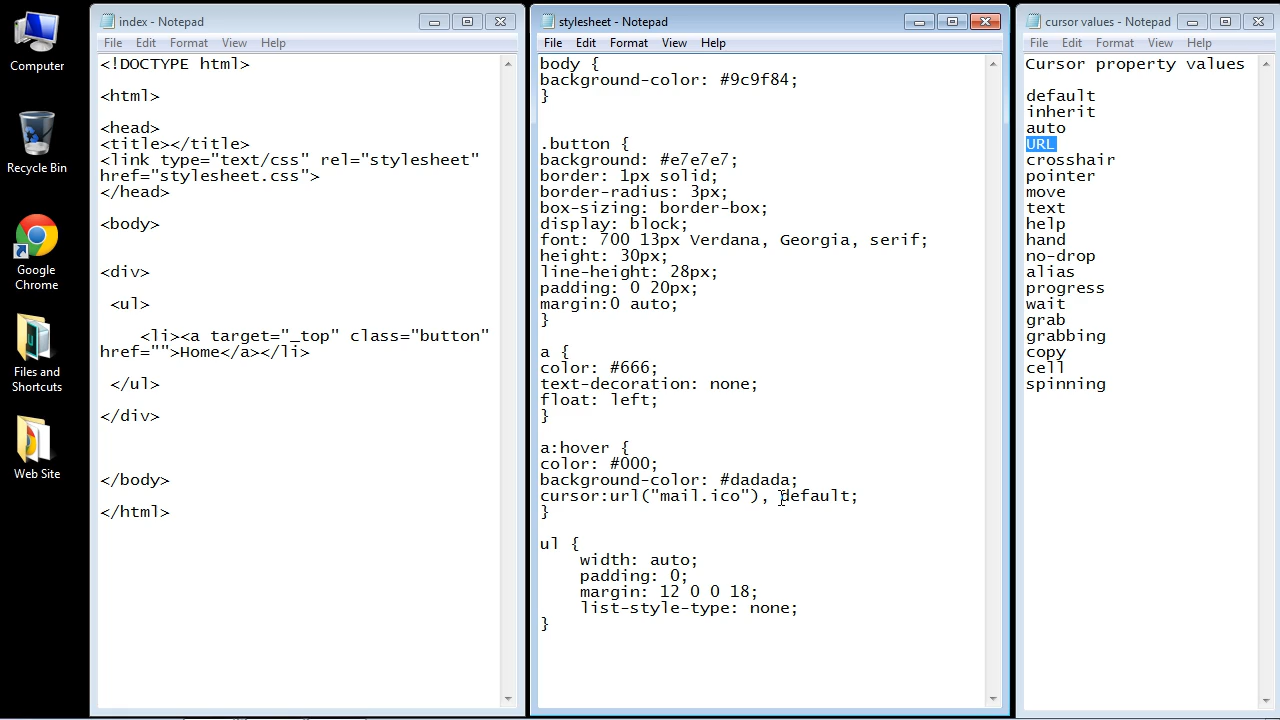 Computer
Recycle Bin
Google
Chrome
Files and
Shortcuts
Web Site
index - Notepad
File Edit Format View Help
<!DOCTYPE html>
<html>
<head>
<title></title>
<link type="text/css" rel="stylesheet"
href="stylesheet.css">
</head>
<body>
<div>
<ul>
<li><a target="_top" class="button"
href="">Home</a></li>
</ul>
</div>
</body>
</html>
stylesheet - Notepad
File Edit Format View Help
body {
background-color: #9c9f84;
}
.button {
background: #e7e7e7;
border: 1px solid;
border-radius: 3px;
box-sizing: border-box;
display: block;
font: 700 13px Verdana, Georgia, serif;
height: 30px;
line-height: 28px;
padding: 0 20px;
margin:0 auto;
}
a {
color: #666;
text-decoration: none;
float: left;
}
a:hover {
color: #000;
background-color: #dadada;
cursor:url("mail.ico"), default;
}
ul {
width: auto;
padding: 0;
margin: 12 0 0 18;
list-style-type: none;
}
cursor values - Notepad
File Edit Format View Help
Cursor property values
default
inherit
auto
URL
crosshair
pointer
move
text
help
hand
no-drop
alias
progress
wait
grab
grabbing
copy
cell
spinning